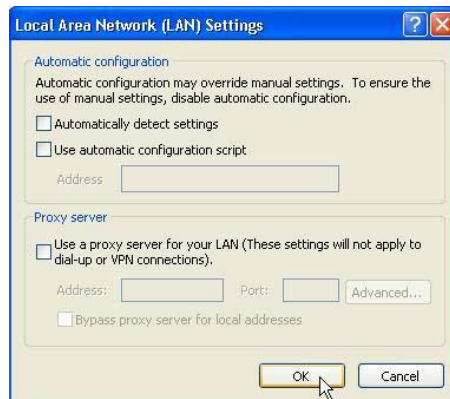 Local Area Network (LAN) Settings
Automatic configuration
Automatic configuration may override manual settings. To ensure the
use of manual settings, disable automatic configuration.
Automatically detect settings
Use automatic configuration script
Address
Proxy server
Use a proxy server for your LAN (These settings will not apply to
dial-up or VPN connections).
Address: Port: Advanced...
Bypass proxy server for local addresses
OK Cancel